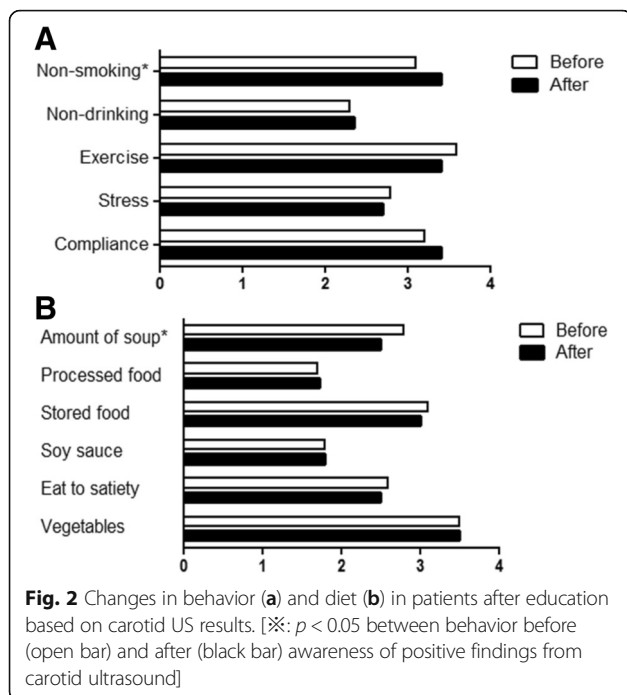 A
Before
After
Non-smoking*
Non-drinking
Exercise
Stress
Compliance
0 1 2 3 4
B
Before
After
Amount of soup*
Processed food
Stored food
Soy sauce
Eat to satiety
Vegetables
0 1 2 3 4
Fig. 2 Changes in behavior (a) and diet (b) in patients after education
based on carotid US results. [※: p < 0.05 between behavior before
(open bar) and after (black bar) awareness of positive findings from
carotid ultrasound]